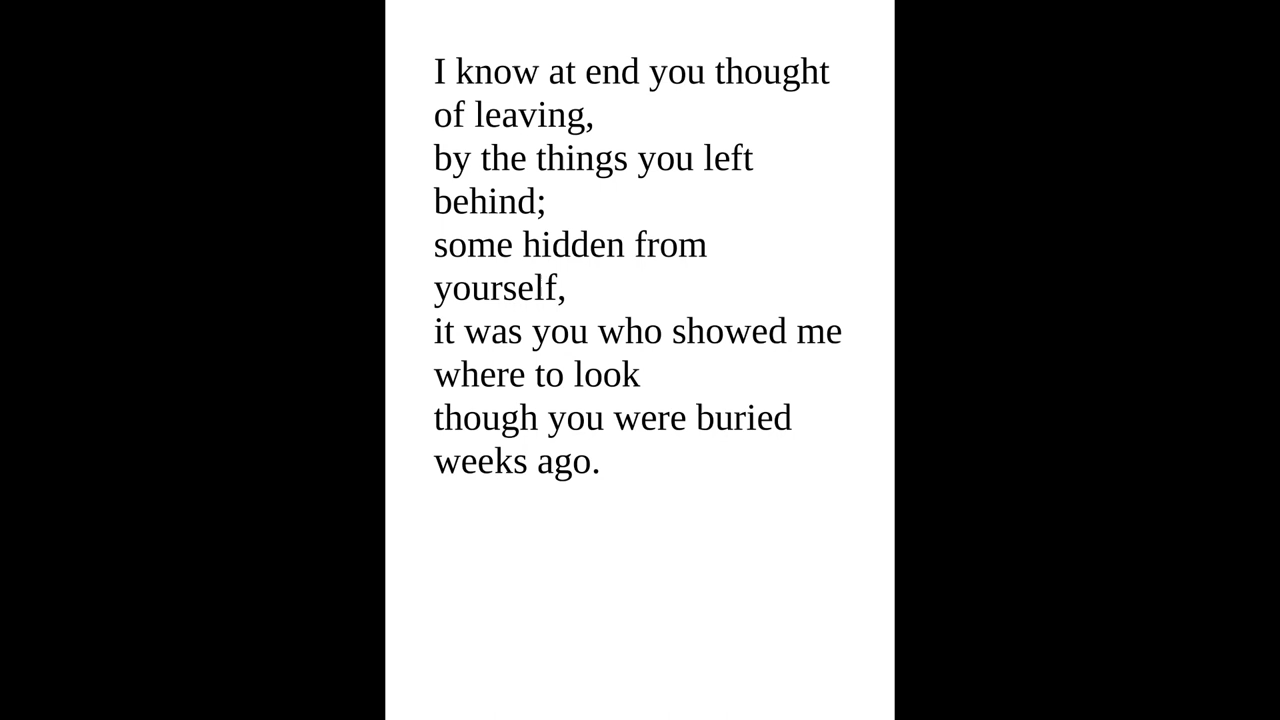 I know at end you thought
of leaving,
by the things you left
behind;
some hidden from
yourself,
it was you who showed me
where to look
though you were buried
weeks ago.